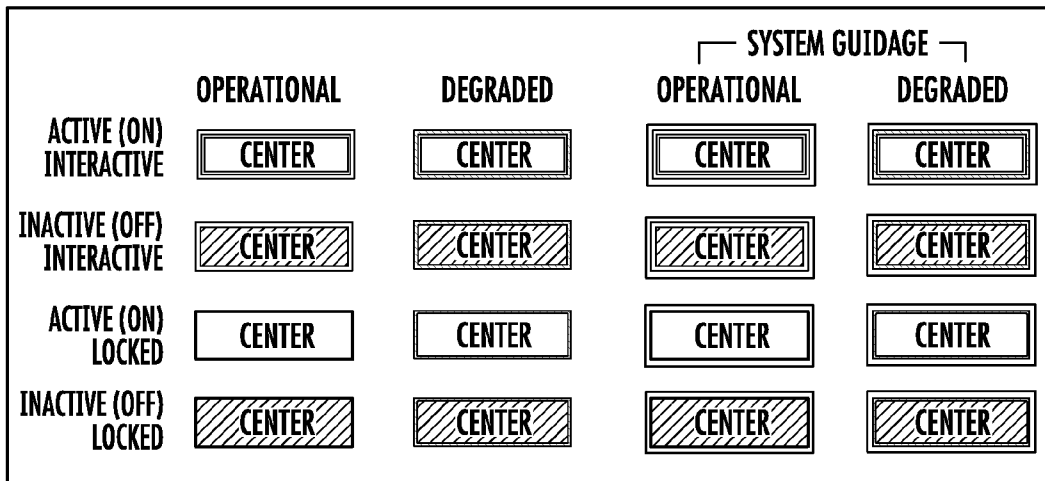 SYSTEM GUIDAGE
OPERATIONAL DEGRADED OPERATIONAL DEGRADED
ACTIVE (ON)
INTERACTIVE
CENTER CENTER CENTER CENTER
INACTIVE (OFF)
INTERACTIVE
CENTER CENTER CENTER CENTER
ACTIVE (ON)
LOCKED
CENTER CENTER CENTER CENTER
INACTIVE (OFF)
LOCKED
CENTER CENTER CENTER CENTER